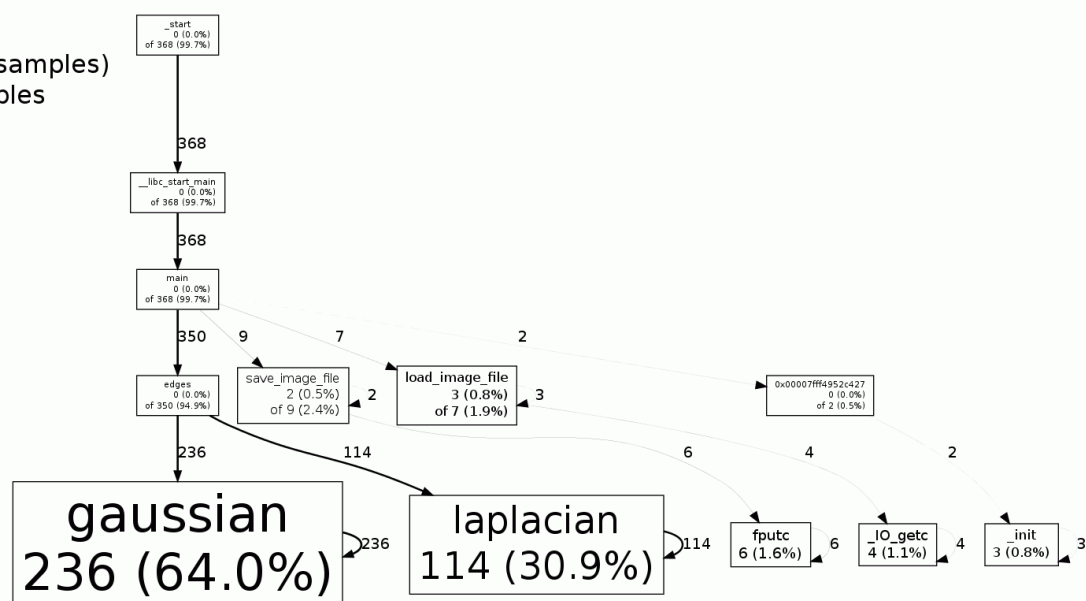 _start
0 (0.0%)
of 368 (99.7%)
samples)
ples
368
__libc_start_main
0 (0.0%)
of 368 (99.7%)
368
main
0 (0.0%)
of 368 (99.7%)
350
9
7
2
edges
0 (0.0%)
of 350 (94.9%)
save_image_file
2 (0.5%)
of 9 (2.4%)
2
load_image_file
3 (0.8%)
of 7 (1.9%)
3
0x00007fff4952c427
0 (0.0%)
of 2 (0.5%)
236
114
6
4
2
gaussian
236 (64.0%)
236
laplacian
114 (30.9%)
114
fputc
6 (1.6%)
6
_IO_getc
4 (1.1%)
4
_init
3 (0.8%)
3